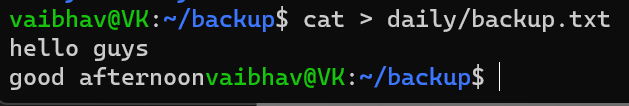 vaibhav@VK:~/backup$ cat > daily/backup.txt
hello guys
good afternoonvaibhav@VK:~/backup$